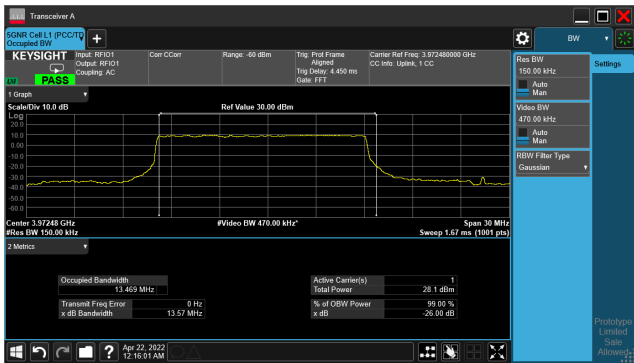 Transceiver A
5GNR Cell L1 (PCC/TD
Occupied BW
+
KEYSIGHT
LXI
PASS
Input: RFIO1
Output: RFIO1
Coupling: AC
Corr CCorr
Range: -60 dBm
Trig: Prot Frame
Aligned
Trig Delay: 4.450 ms
Gate: FFT
Carrier Ref Freq: 3.972480000 GHz
CC Info: Uplink, 1 CC
1 Graph
Scale/Div 10.0 dB
Ref Value 30.00 dBm
Log
20.0
10.0
0.00
-10.0
-20.0
-30.0
-40.0
-50.0
-60.0
Center 3.97248 GHz
#Video BW 470.00 kHz*
Span 30 MHz
#Res BW 150.00 kHz
Sweep 1.67 ms (1001 pts)
2 Metrics
Occupied Bandwidth
13.469 MHz
Transmit Freq Error 0 Hz
x dB Bandwidth 13.57 MHz
Active Carrier(s) 1
Total Power 28.1 dBm
% of OBW Power 99.00 %
x dB -26.00 dB
BW
Res BW
150.00 kHz
Auto
Man
Video BW
470.00 kHz
Auto
Man
RBW Filter Type
Gaussian
Settings
Prototype
Limited
Sale
Allowed
?
Apr 22, 2022
12:16:01 AM